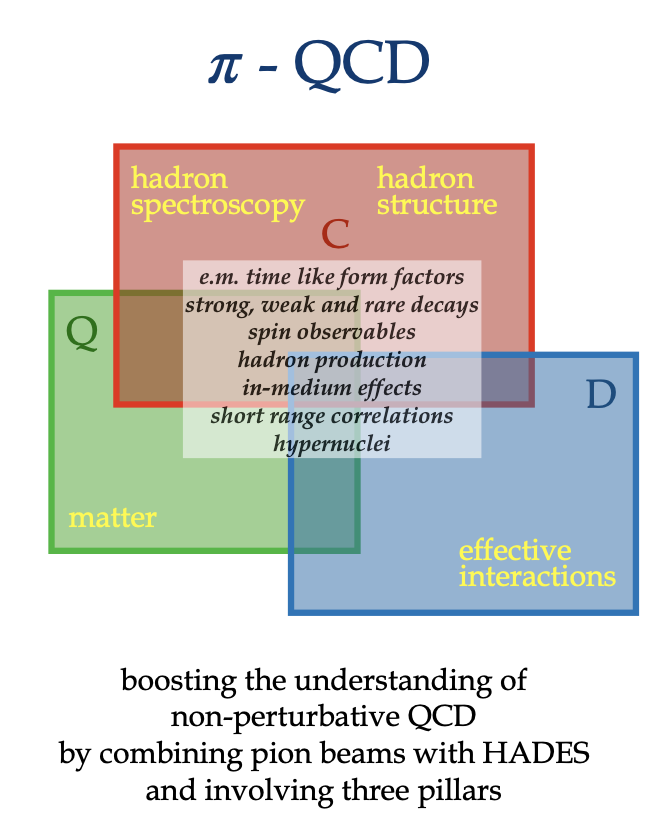 π - QCD
hadron spectroscopy
hadron structure
C
e.m. time like form factors
strong, weak and rare decays
spin observables
hadron production
in-medium effects
short range correlations
hypernuclei
Q
D
matter
effective interactions
boosting the understanding of
non-perturbative QCD
by combining pion beams with HADES
and involving three pillars